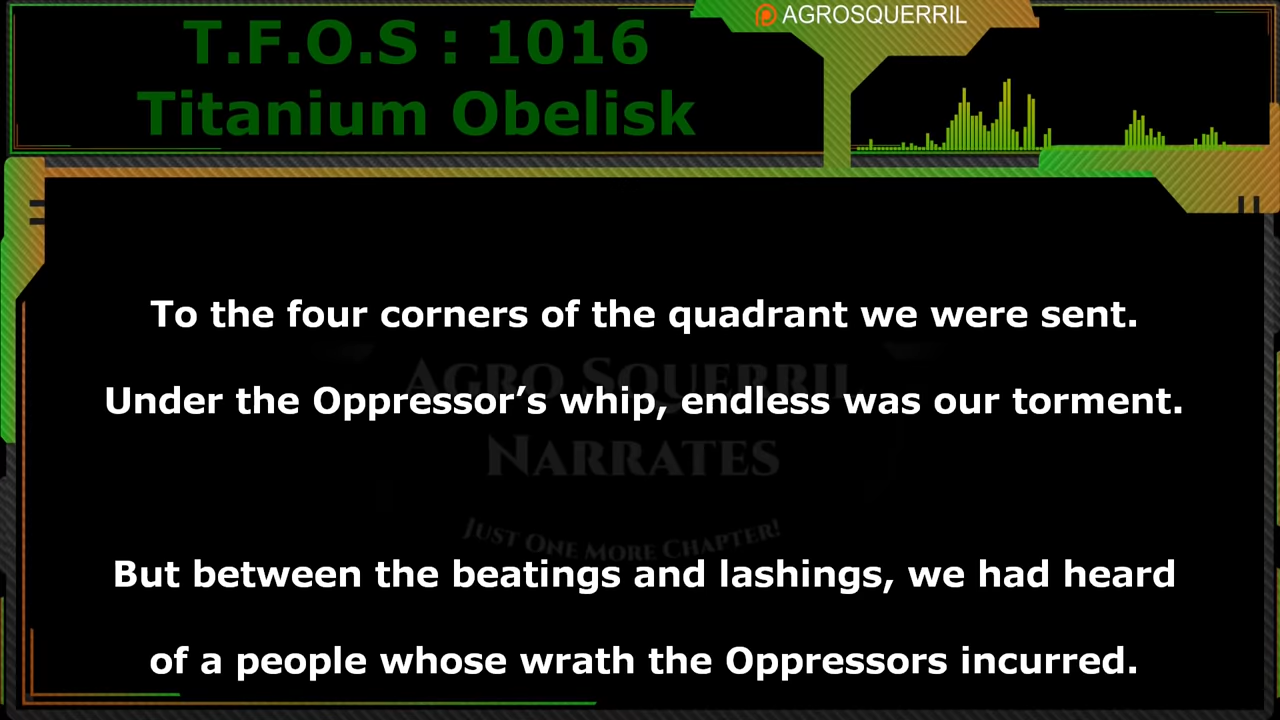 T.F.O.S : 1016
Titanium Obelisk
AGROSQUERRIL
To the four corners of the quadrant we were sent.
Agro Squerril
Under the Oppressor’s whip, endless was our torment.
Narrates
Just One More Chapter!
But between the beatings and lashings, we had heard
of a people whose wrath the Oppressors incurred.